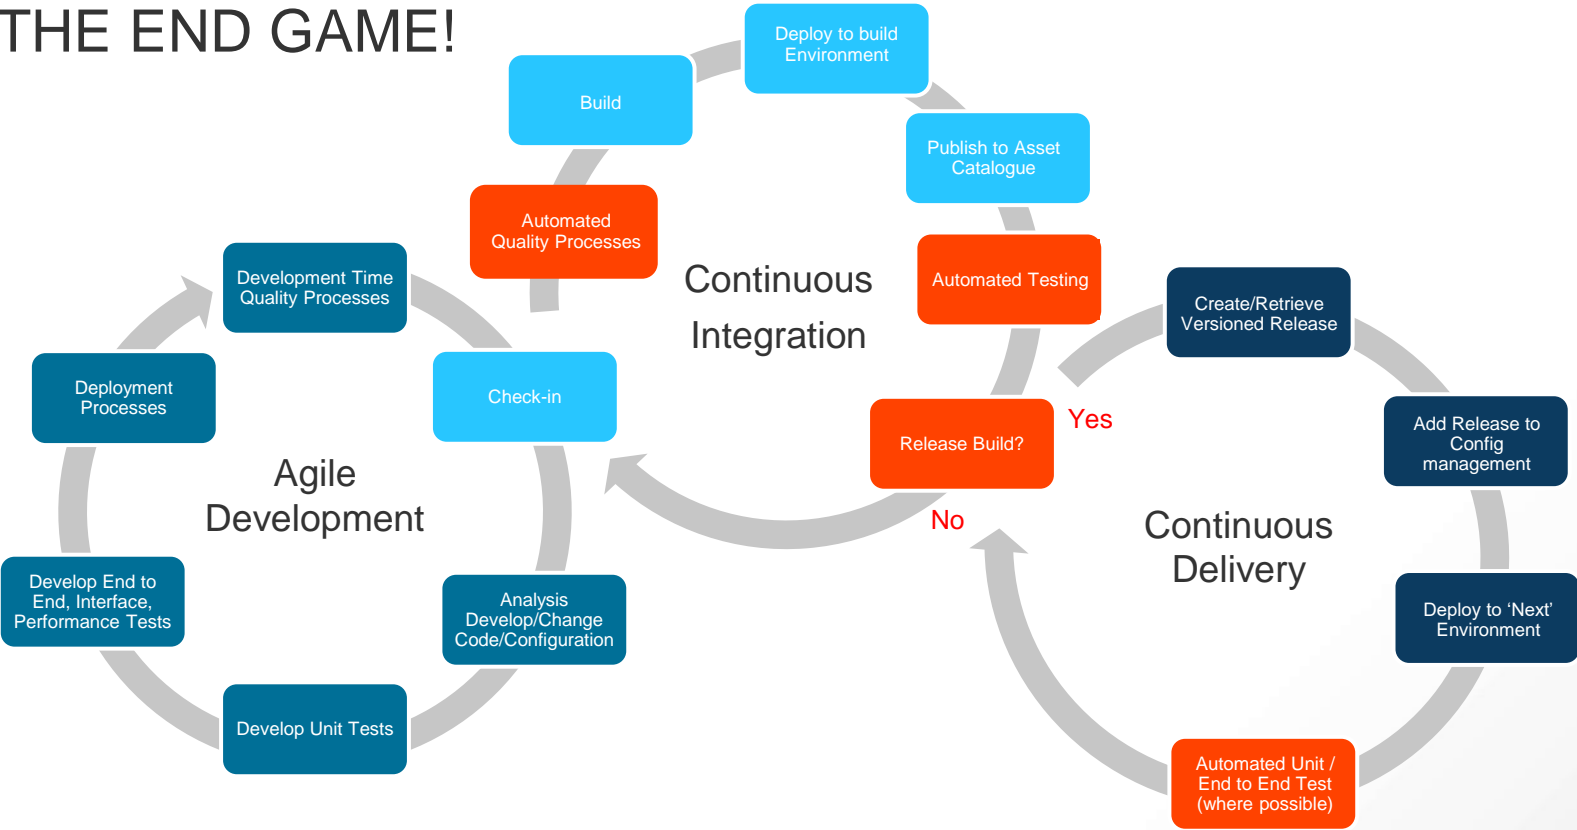 THE END GAME!
Deploy to build
Environment
Build
Publish to Asset
Catalogue
Automated
Quality Processes
Continuous
Integration
Automated Testing
Development Time
Quality Processes
Create/Retrieve
Versioned Release
Deployment
Processes
Check-in
Release Build?
Yes
No
Add Release to
Config
management
Agile
Development
Continuous
Delivery
Develop End to
End, Interface,
Performance Tests
Analysis
Develop/Change
Code/Configuration
Deploy to ‘Next’
Environment
Develop Unit Tests
Automated Unit /
End to End Test
(where possible)